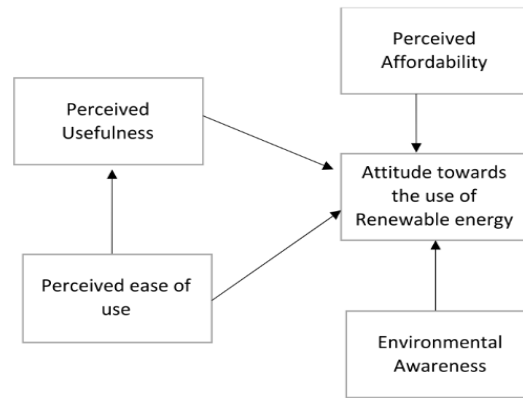 Perceived
Affordability
Perceived
Usefulness
Attitude towards
the use of
Renewable energy
Perceived ease of
use
Environmental
Awareness